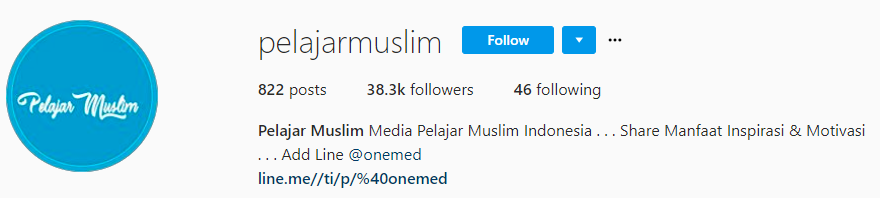 Pelajar Muslim
pelajarmuslim Follow
822 posts 38.3k followers 46 following
Pelajar Muslim Media Pelajar Muslim Indonesia . . . Share Manfaat Inspirasi & Motivasi
. . . Add Line @onemed
line.me//ti/p/%40onemed